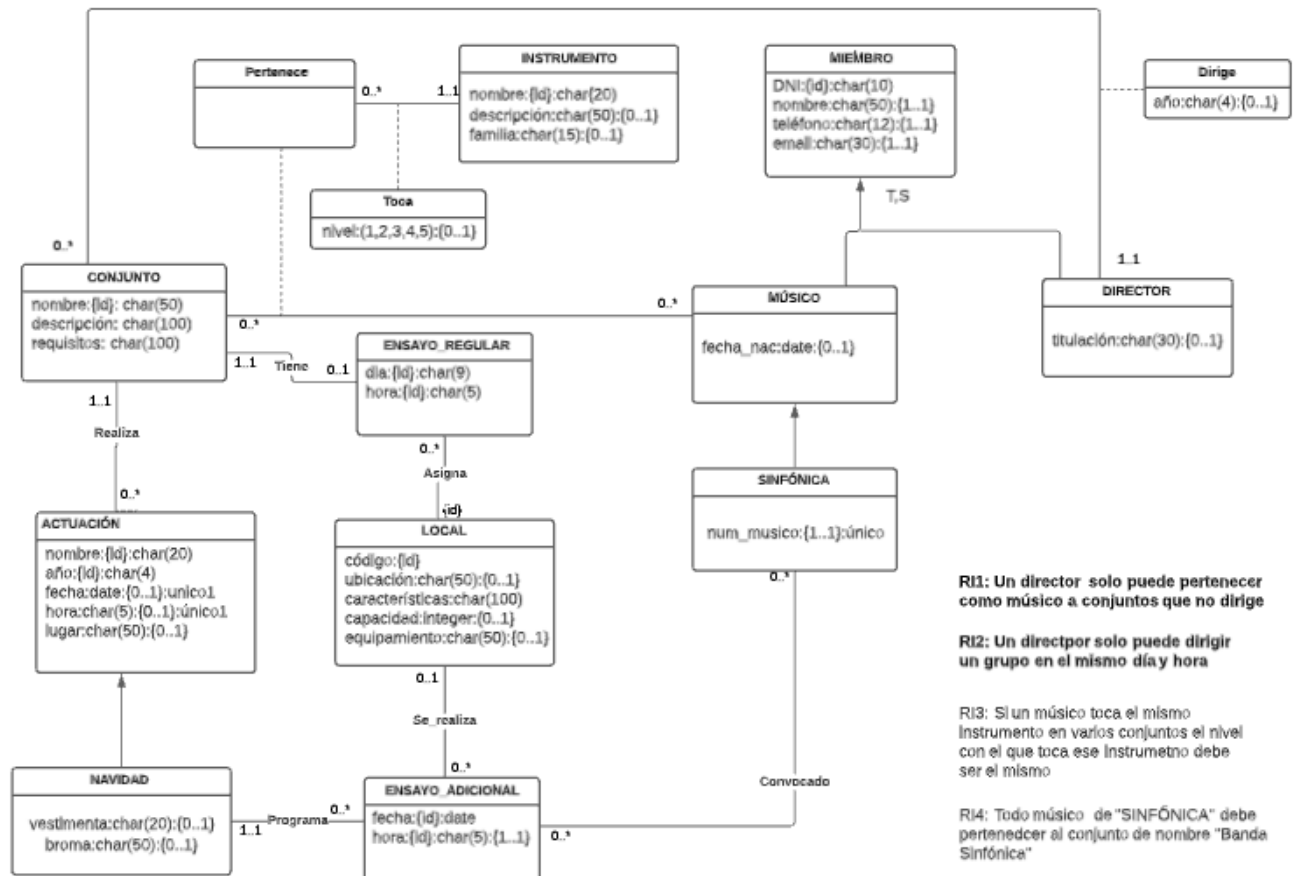 Pertenece
0..*
1..1
INSTRUMENTO
nombre:{id}:char{20)
descripción:char(50):{0..1}
familia:char(15):{0..1}
MIEMBRO
DNI:{id}:char(10)
nombre:char(50):{1..1}
teléfono:char(12):{1..1}
email:char(30):{1..1}
Dirige
año:char(4):{0..1}
Toca
nivel:(1,2,3,4,5):{0..1}
T,S
0..*
1..1
CONJUNTO
nombre:{id}: char(50)
descripción: char(100)
requisitos: char(100)
0..*
0..*
MÚSICO
fecha_nac:date:{0..1}
DIRECTOR
titulación:char(30):{0..1}
1..1
Tiene
0..1
ENSAYO_REGULAR
día:{id}:char(9)
hora:{id}:char(5)
1..1
Realiza
0..*
0..*
Asigna
{id}
SINFÓNICA
num_musico:{1..1}:único
0..*
ACTUACIÓN
nombre:{id}:char(20)
año:{id}:char(4)
fecha:date:{0..1}:unico1
hora:char(5):{0..1}:único1
lugar:char(50):{0..1}
LOCAL
código:{id}
ubicación:char(50):{0..1}
características:char(100)
capacidad:integer:{0..1}
equipamiento:char(50):{0..1}
0..1
Se_realiza
0..*
RI1: Un director solo puede pertenecer
como músico a conjuntos que no dirige
RI2: Un directpor solo puede dirigir
un grupo en el mismo día y hora
RI3: Si un músico toca el mismo
Instrumento en varios conjuntos el nivel
con el que toca ese Instrumetno debe
ser el mismo
RI4: Todo músico de "SINFÓNICA" debe
pertenedcer al conjunto de nombre "Banda
Sinfónica"
NAVIDAD
vestimenta:char(20):{0..1}
broma:char(50):{0..1}
1..1
Programa
0..*
ENSAYO_ADICIONAL
fecha:{id}:date
hora:{id}:char(5):{1..1}
0..*
Convocado